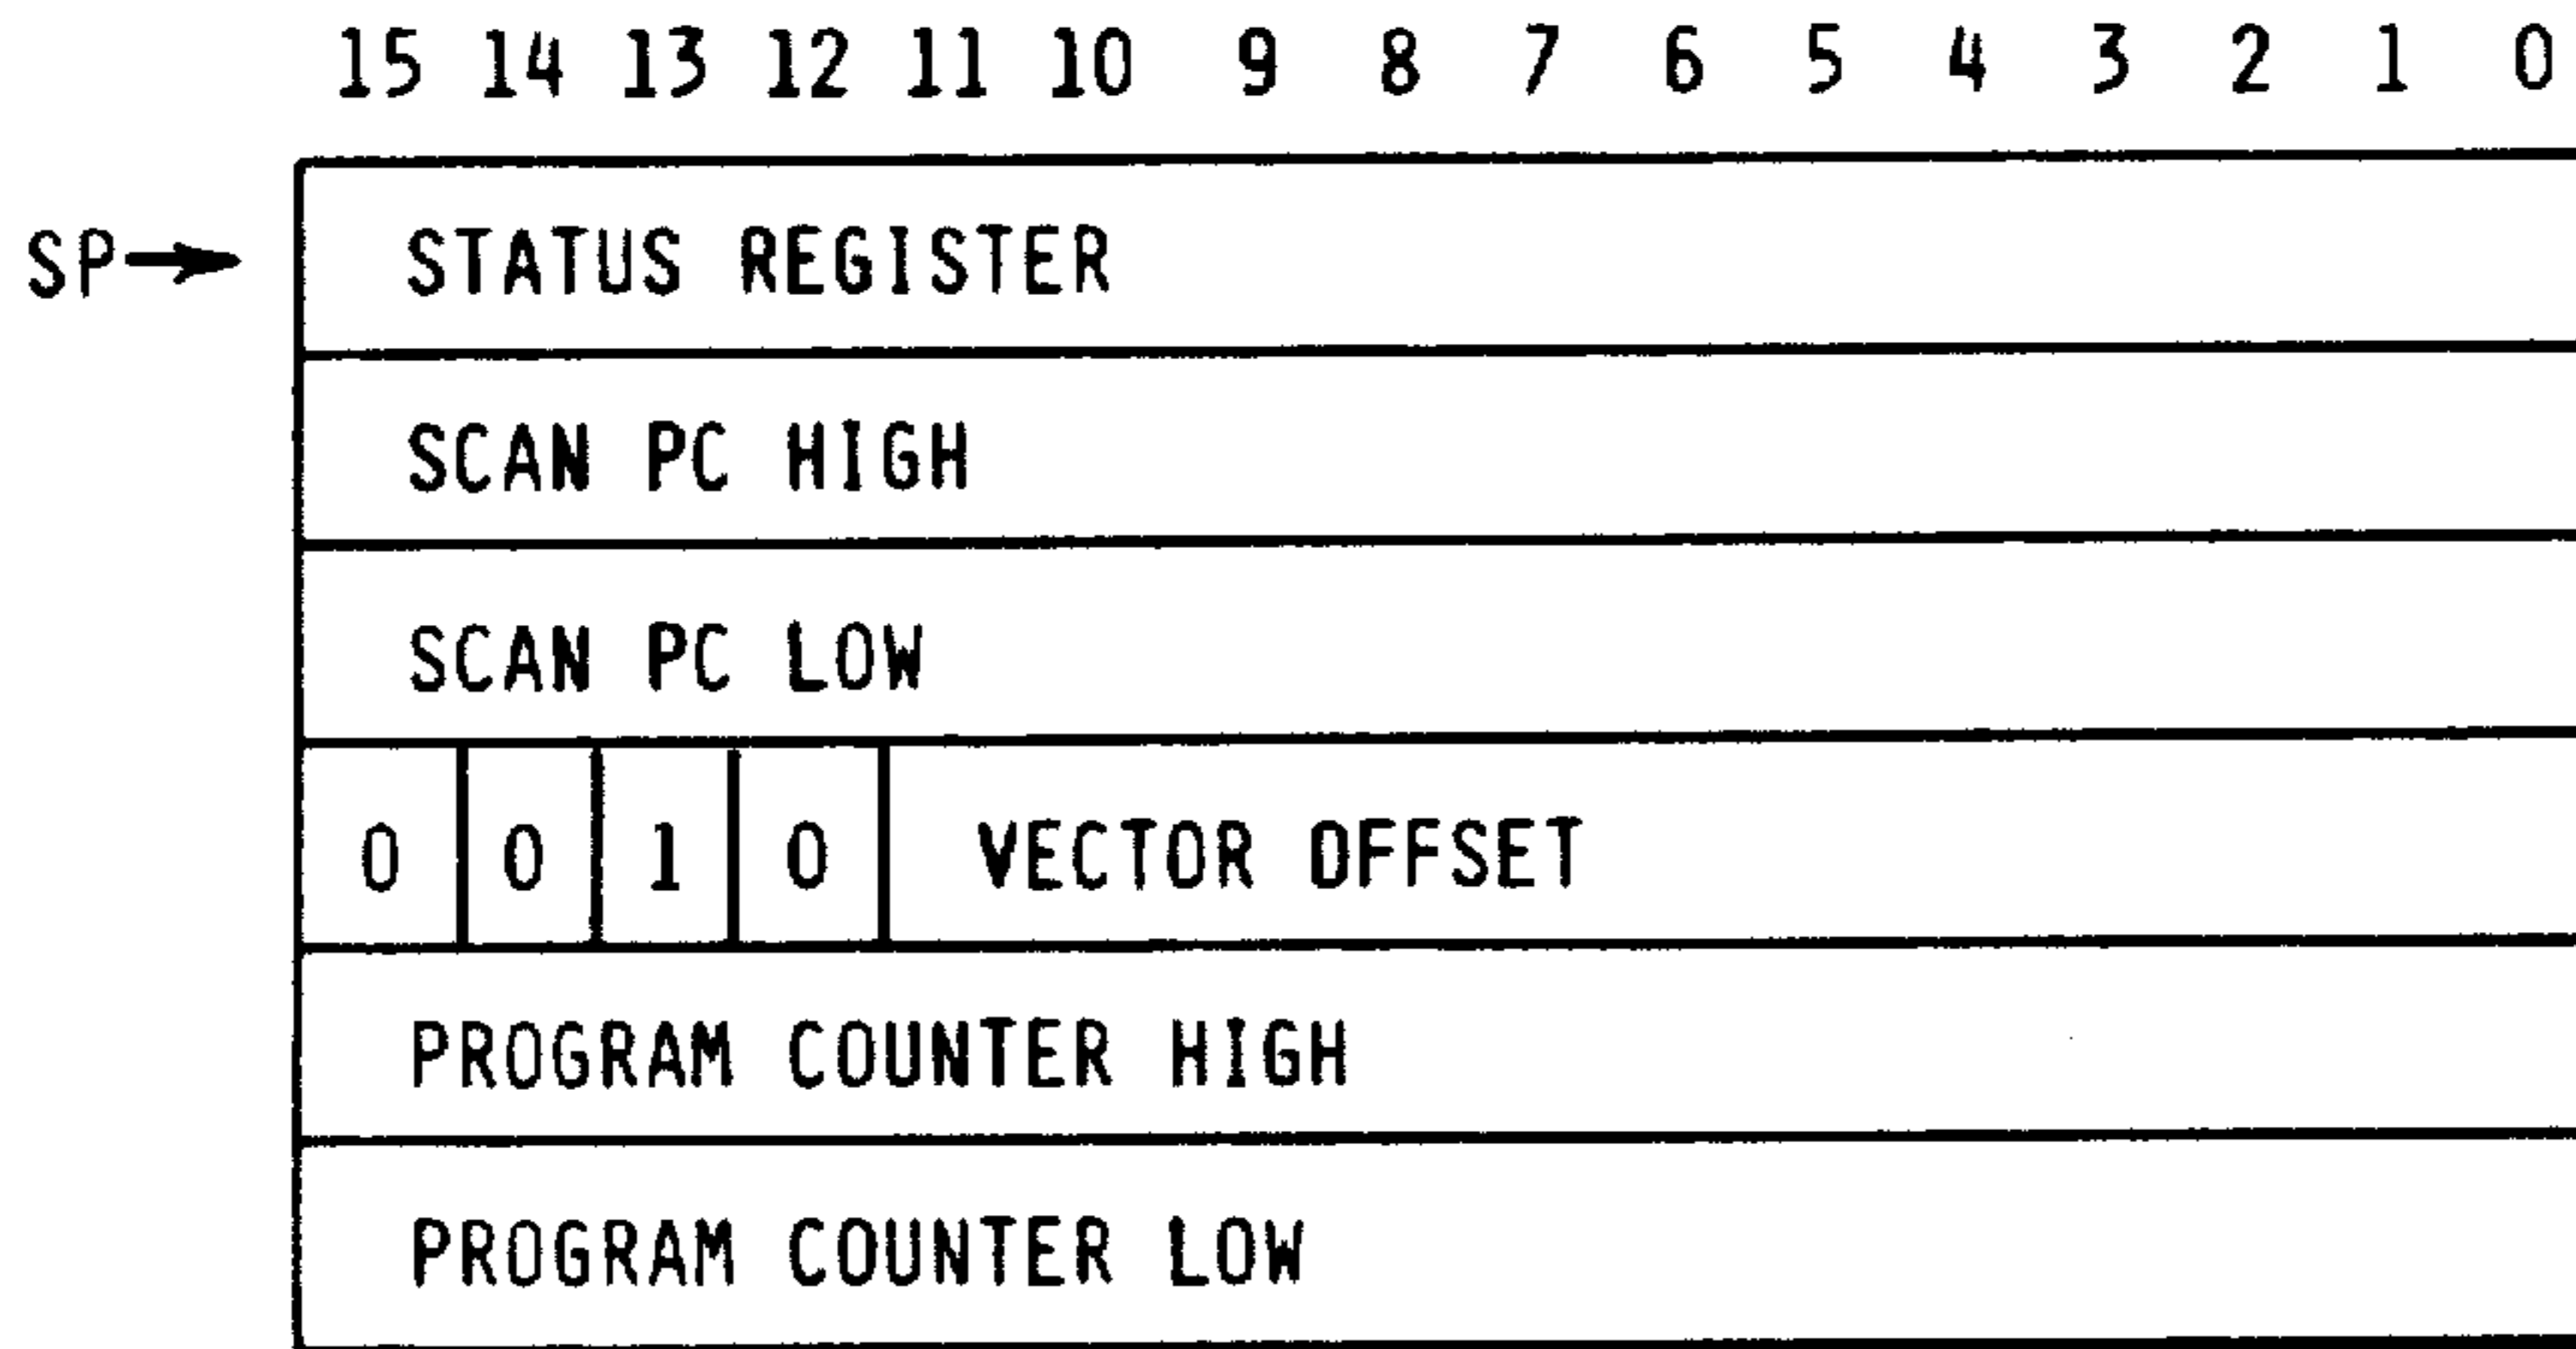 15 14 13 12 11 10 9 8 7 6 5 4 3 2 1 0
SP STATUS REGISTER
SCAN PC HIGH
SCAN PC LOW
0 0 1 0 VECTOR OFFSET
PROGRAM COUNTER HIGH
PROGRAM COUNTER LOW